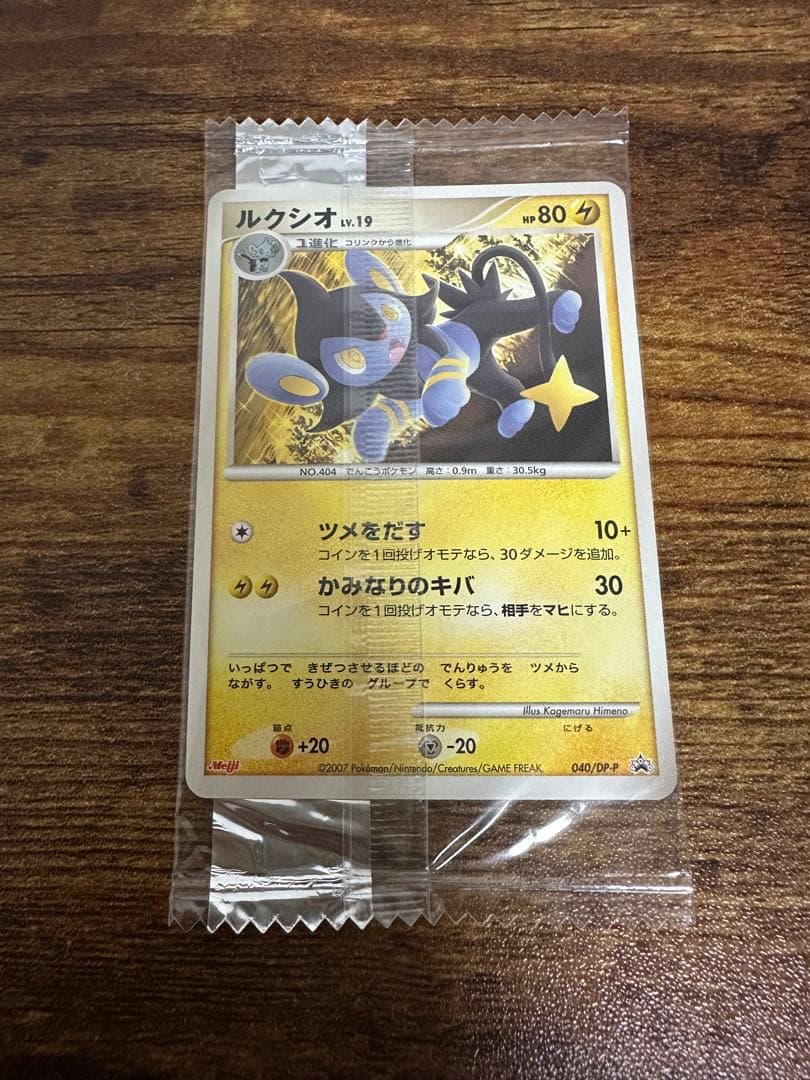 ルクシオ LV.19 HP80
1進化 コリンクから進化
NO.404 でんこうポケモン 高さ:0.9m 重さ:30.5kg
ツメをだす 10+
コインを1回投げオモテなら、30ダメージを追加。
かみなりのキバ 30
コインを1回投げオモテなら、相手をマヒにする。
いっぱつで きぜつさせるほどの でんりゅうを ツメから
ながす。 すうひきの グループで くらす。
Illus.Kagemaru Himeno
弱点 抵抗力 にげる
+20 -20
Meiji ©2007 Pokémon/Nintendo/Creatures/GAME FREAK. 040/DP-P